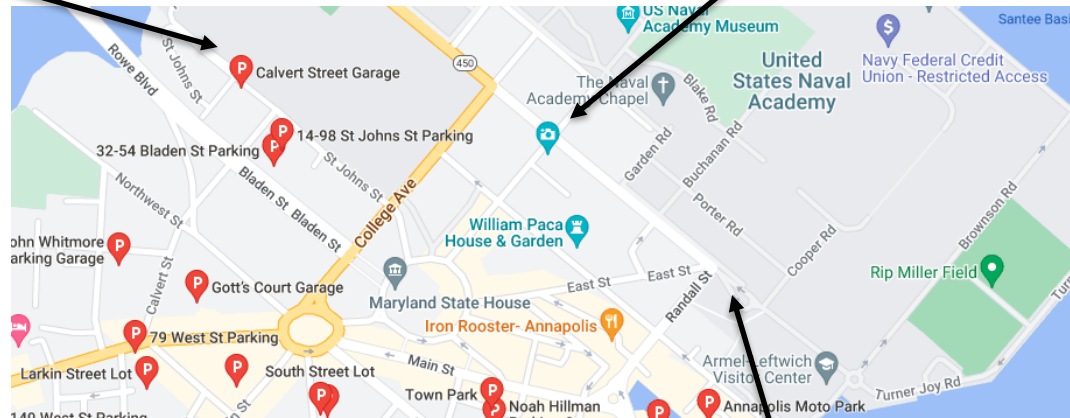 US Naval
Academy Museum
Santee Basi
Navy Federal Credit
Union - Restricted Access
United
States Naval
Academy
450
Rowe Blvd
St Johns St
P
Calvert Street Garage
The Naval
Academy Chapel
Blake Rd
P
14-98 St Johns St Parking
P
32-54 Bladen St Parking
St Johns St
Garden Rd
Buchanan Rd
Northwest St
Bladen St
Bladen St
College Ave
Porter Rd
Brownson Rd
William Paca
House & Garden
Cooper Rd
ohn Whitmore
arking Garage
P
Calvert St
P
Gott's Court Garage
Maryland State House
East St
East St
Randall St
Rip Miller Field
Turn
Iron Rooster- Annapolis
P
79 West St Parking
Main St
Armel-Leftwich
Visitor Center
Larkin Street Lot
P
P
South Street Lot
P
Town Park
P
Turner Joy Rd
n St
P
Noah Hillman
P
P
Annapolis Moto Park
149 West St Parking